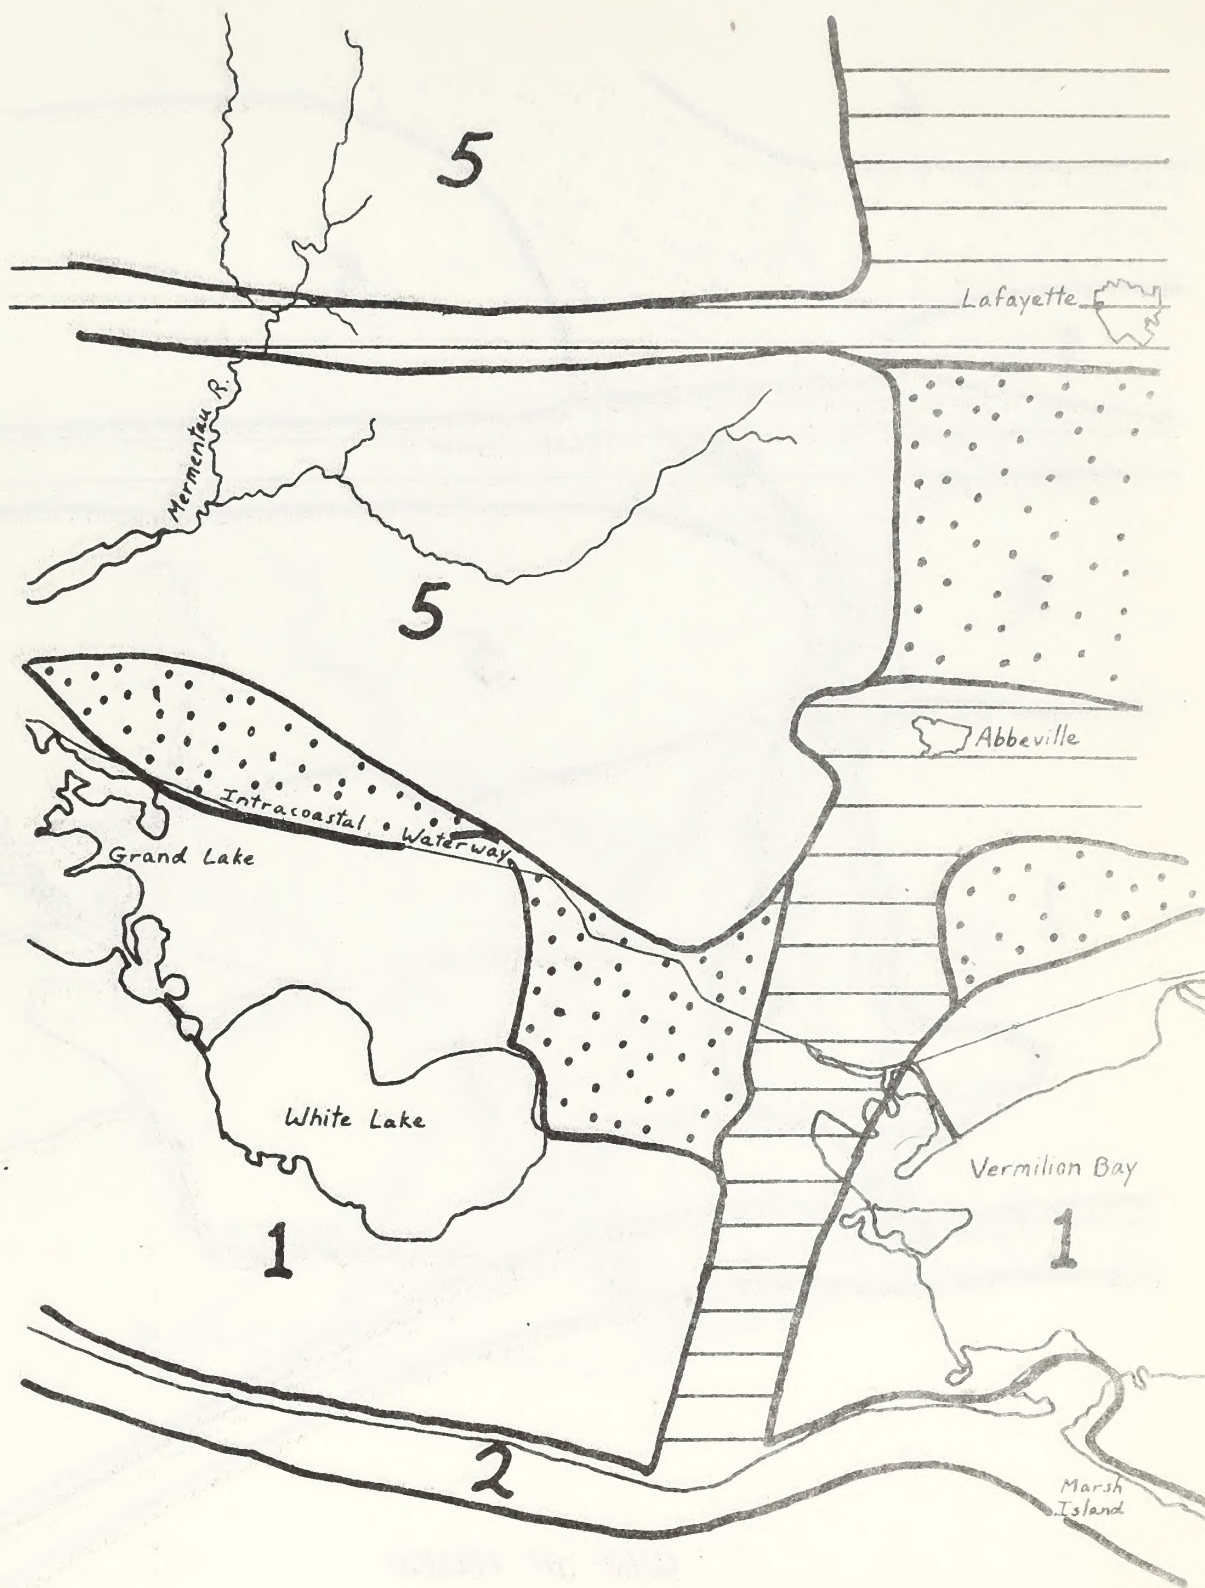 5
Lafayette
Mermentau R.
5
Abbeville
Intracoastal Waterway
Grand Lake
White Lake
Vermilion Bay
1
1
2
Marsh
Island